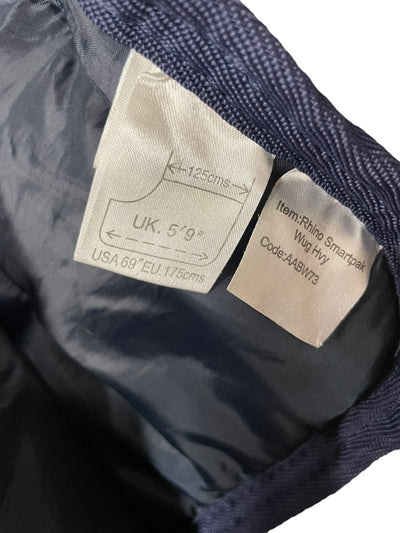 125cms
UK. 5'9"
USA 69" EU. 175cms
Item:Rhino Smartpak
Wug Hvy
Code:AABW73